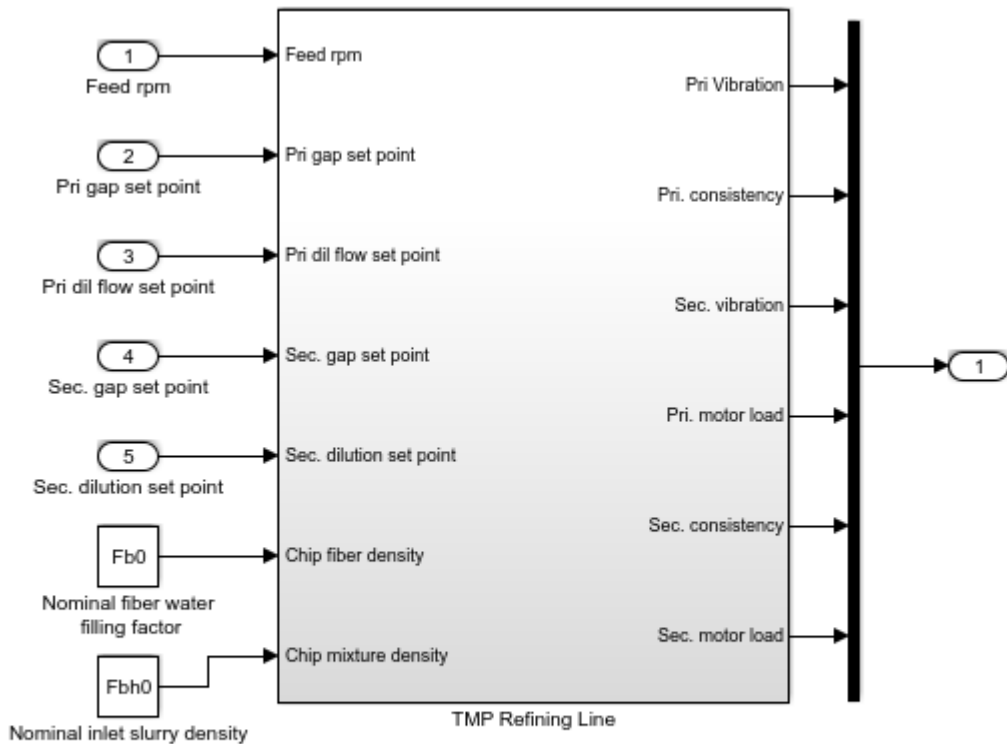 1
Feed rpm
2
Pri gap set point
3
Pri dil flow set point
4
Sec. gap set point
5
Sec. dilution set point
Fb0
Nominal fiber water
filling factor
Fbh0
Nominal inlet slurry density
Feed rpm
Pri gap set point
Pri dil flow set point
Sec. gap set point
Sec. dilution set point
Chip fiber density
Chip mixture density
Pri Vibration
Pri. consistency
Sec. vibration
Pri. motor load
Sec. consistency
Sec. motor load
TMP Refining Line
1